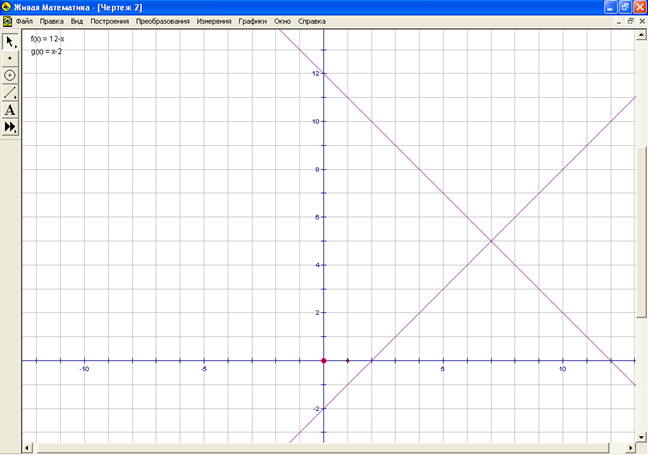 Живая Математика - [Чертеж 2]
Файл Правка Вид Построения Преобразования Измерения Графики Окно Справка
f(x) = 12-x
g(x) = x-2
A
12
10
8
6
4
2
-10 -5 5 10
-2